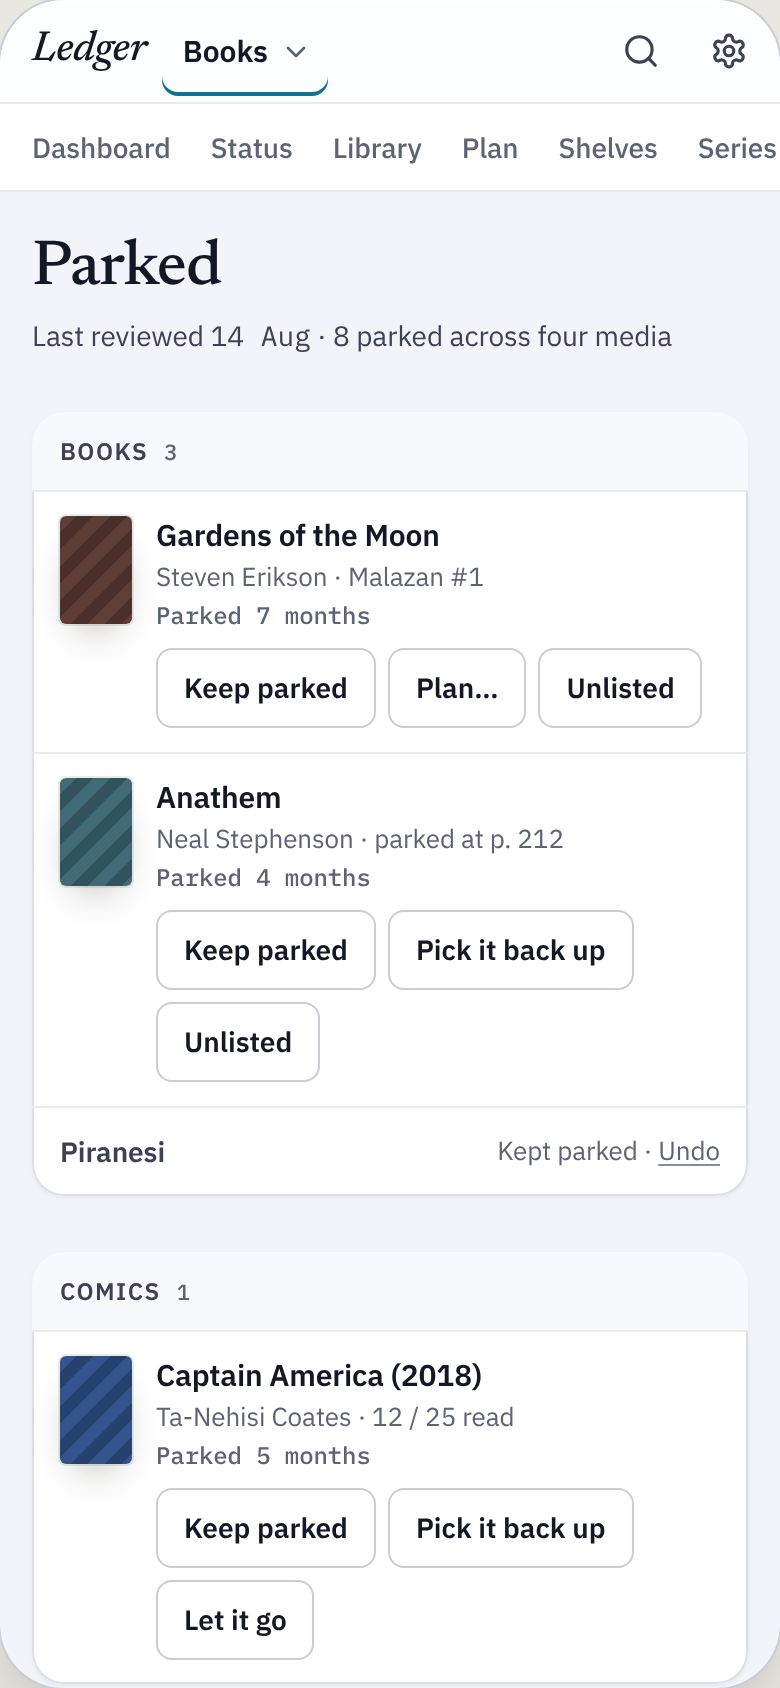 Ledger Books
Dashboard Status Library Plan Shelves Series
Parked
Last reviewed 14 Aug · 8 parked across four media
BOOKS 3
Gardens of the Moon
Steven Erikson · Malazan #1
Parked 7 months
Keep parked Plan... Unlisted
Anathem
Neal Stephenson · parked at p. 212
Parked 4 months
Keep parked Pick it back up
Unlisted
Piranesi Kept parked · Undo
COMICS 1
Captain America (2018)
Ta-Nehisi Coates · 12 / 25 read
Parked 5 months
Keep parked Pick it back up
Let it go